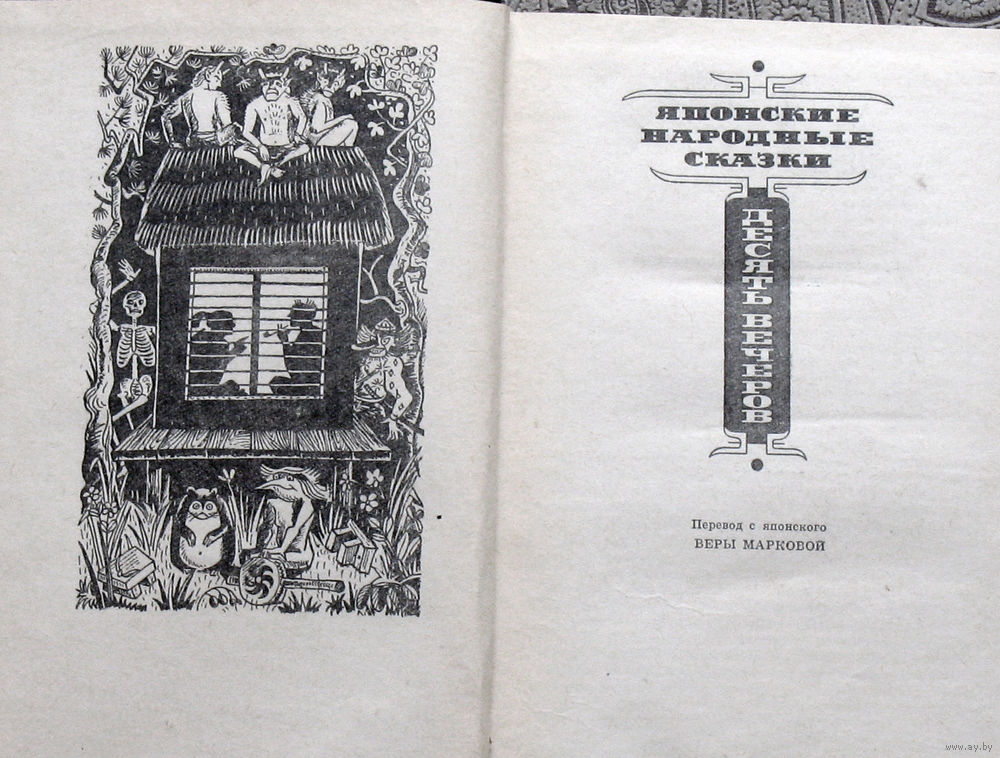 ЯПОНСКИЕ
НАРОДНЫЕ
СКАЗКИ
ДЕСЯТЬ ВЕЧЕРОВ
Перевод с японского
ВЕРЫ МАРКОВОЙ
www.ay.by